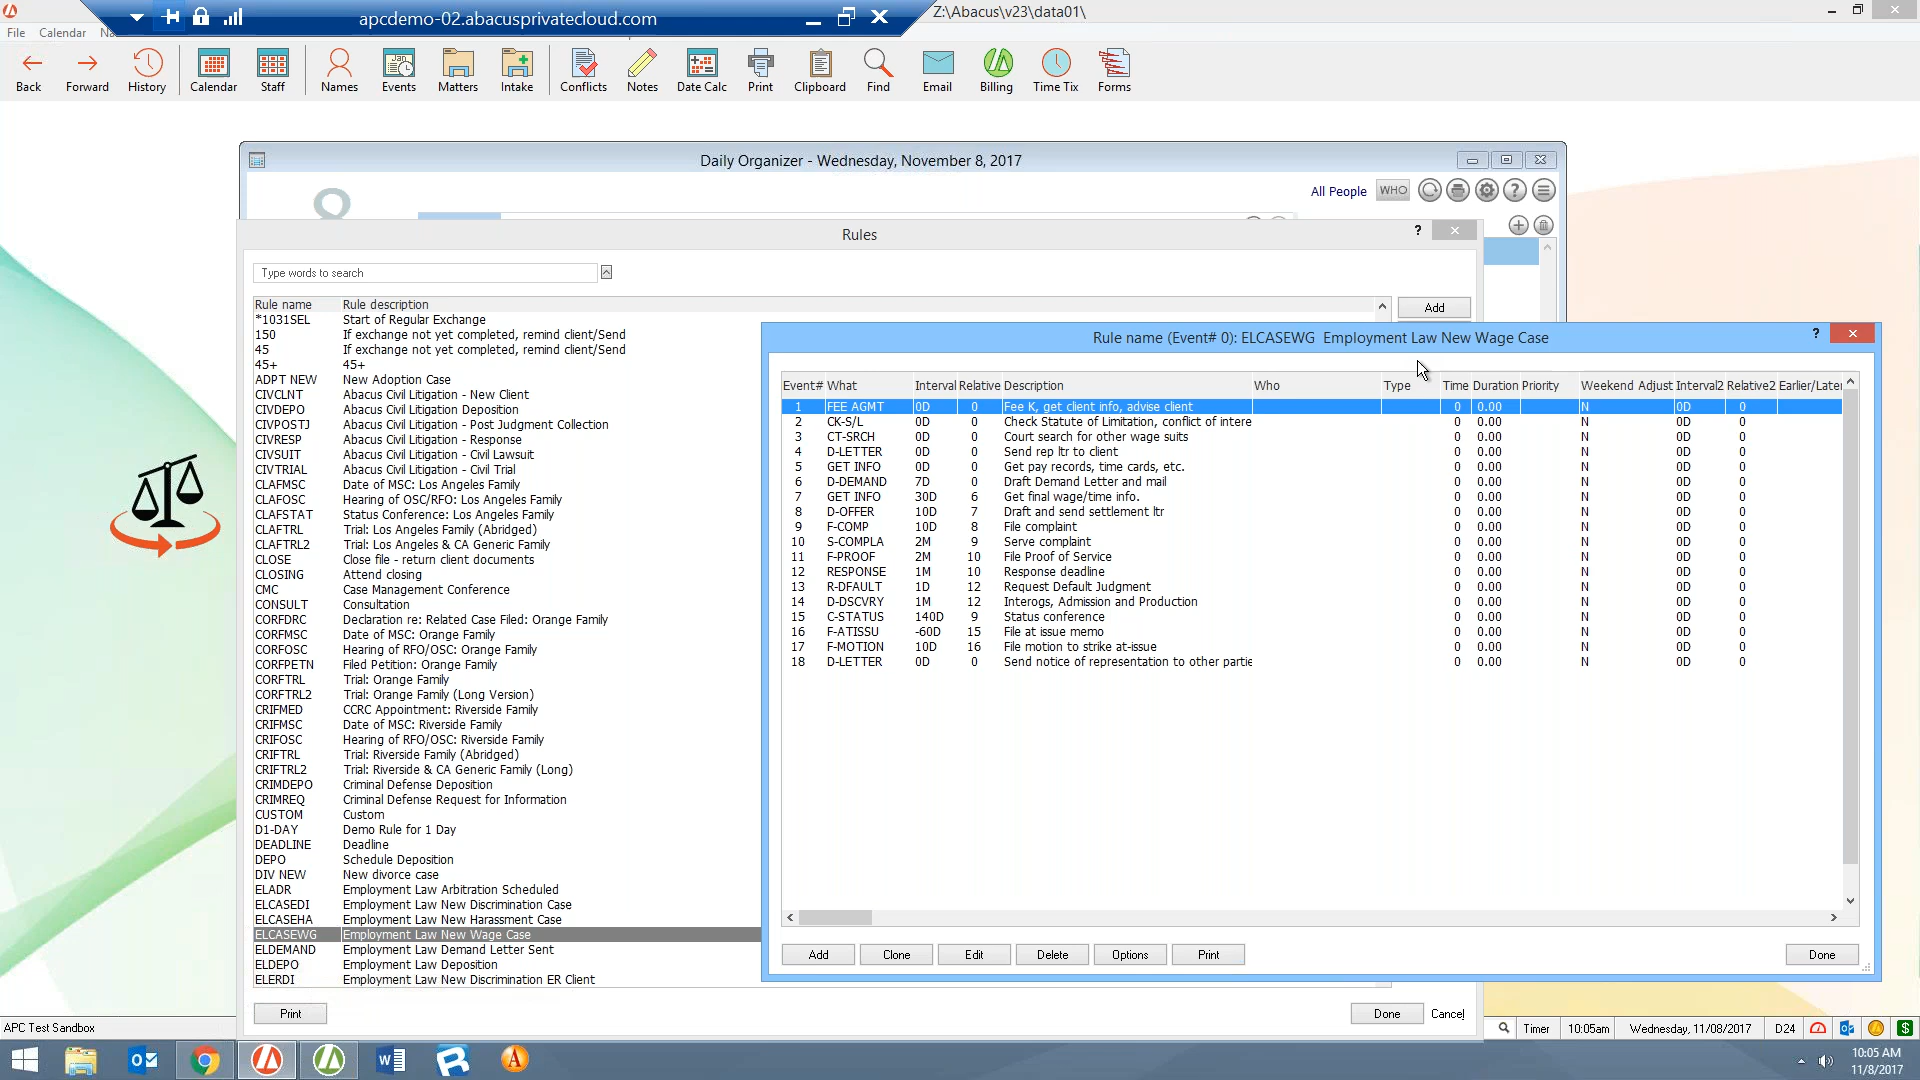 apcdemo-02.abacusprivatecloud.com
Z:\Abacus\v23\data01\
File Calendar
Back Forward History Calendar Staff Names Events Matters Intake Conflicts Notes Date Calc Print Clipboard Find Email Billing Time Tix Forms
Daily Organizer - Wednesday, November 8, 2017
8
All People WHO
Rules
Type words to search
Rule name Rule description
Add
*1031SEL Start of Regular Exchange
150 If exchange not yet completed, remind client/Send
45 If exchange not yet completed, remind client/Send
45+ 45+
ADPT NEW New Adoption Case
CIVCLNT Abacus Civil Litigation - New Client
CIVDEPO Abacus Civil Litigation Deposition
CIVPOSTJ Abacus Civil Litigation - Post Judgment Collection
CIVRESP Abacus Civil Litigation - Response
CIVSUIT Abacus Civil Litigation - Civil Lawsuit
CIVTRIAL Abacus Civil Litigation - Civil Trial
CLAFMSC Date of MSC: Los Angeles Family
CLAFOSC Hearing of OSC/RFO: Los Angeles Family
CLAFSTAT Status Conference: Los Angeles Family
CLAFTRL Trial: Los Angeles Family (Abridged)
CLAFTRL2 Trial: Los Angeles & CA Generic Family
CLOSE Close file - return client documents
CLOSING Attend closing
CMC Case Management Conference
CONSULT Consultation
CORFDRC Declaration re: Related Case Filed: Orange Family
CORFMSC Date of MSC: Orange Family
CORFOSC Hearing of RFO/OSC: Orange Family
CORFPETN Filed Petition: Orange Family
CORFTRL Trial: Orange Family
CORFTRL2 Trial: Orange Family (Long Version)
CRIFMED CCRC Appointment: Riverside Family
CRIFMSC Date of MSC: Riverside Family
CRIFOSC Hearing of RFO/OSC: Riverside Family
CRIFTRL Trial: Riverside Family (Abridged)
CRIFTRL2 Trial: Riverside & CA Generic Family (Long)
CRIMDEPO Criminal Defense Deposition
CRIMREQ Criminal Defense Request for Information
CUSTOM Custom
D1-DAY Demo Rule for 1 Day
DEADLINE Deadline
DEPO Schedule Deposition
DIV NEW New divorce case
ELADR Employment Law Arbitration Scheduled
ELCASEDI Employment Law New Discrimination Case
ELCASEHA Employment Law New Harassment Case
ELCASEWG Employment Law New Wage Case
ELDEMAND Employment Law Demand Letter Sent
ELDEPO Employment Law Deposition
ELERDI Employment Law New Discrimination ER Client
Print Done Cancel
Rule name (Event# 0): ELCASEWG Employment Law New Wage Case
Event# What Interval Relative Description Who Type Time Duration Priority Weekend Adjust Interval2 Relative2 Earlier/Later
1 FEE AGMT 0D 0 Fee K, get client info, advise client 0 0.00 N 0D 0
2 CK-S/L 0D 0 Check Statute of Limitation, conflict of intere 0 0.00 N 0D 0
3 CT-SRCH 0D 0 Court search for other wage suits 0 0.00 N 0D 0
4 D-LETTER 0D 0 Send rep ltr to client 0 0.00 N 0D 0
5 GET INFO 0D 0 Get pay records, time cards, etc. 0 0.00 N 0D 0
6 D-DEMAND 7D 0 Draft Demand Letter and mail 0 0.00 N 0D 0
7 GET INFO 30D 6 Get final wage/time info. 0 0.00 N 0D 0
8 D-OFFER 10D 7 Draft and send settlement ltr 0 0.00 N 0D 0
9 F-COMP 10D 8 File complaint 0 0.00 N 0D 0
10 S-COMPLA 2M 9 Serve complaint 0 0.00 N 0D 0
11 F-PROOF 2M 10 File Proof of Service 0 0.00 N 0D 0
12 RESPONSE 1M 10 Response deadline 0 0.00 N 0D 0
13 R-DFAULT 1D 12 Request Default Judgment 0 0.00 N 0D 0
14 D-DSCVRY 1M 12 Interogs, Admission and Production 0 0.00 N 0D 0
15 C-STATUS 140D 9 Status conference 0 0.00 N 0D 0
16 F-ATISSU -60D 15 File at issue memo 0 0.00 N 0D 0
17 F-MOTION 10D 16 File motion to strike at-issue 0 0.00 N 0D 0
18 D-LETTER 0D 0 Send notice of representation to other partie 0 0.00 N 0D 0
Add Clone Edit Delete Options Print Done
APC Test Sandbox
Timer 10:05am Wednesday, 11/08/2017 D24
10:05 AM
11/8/2017